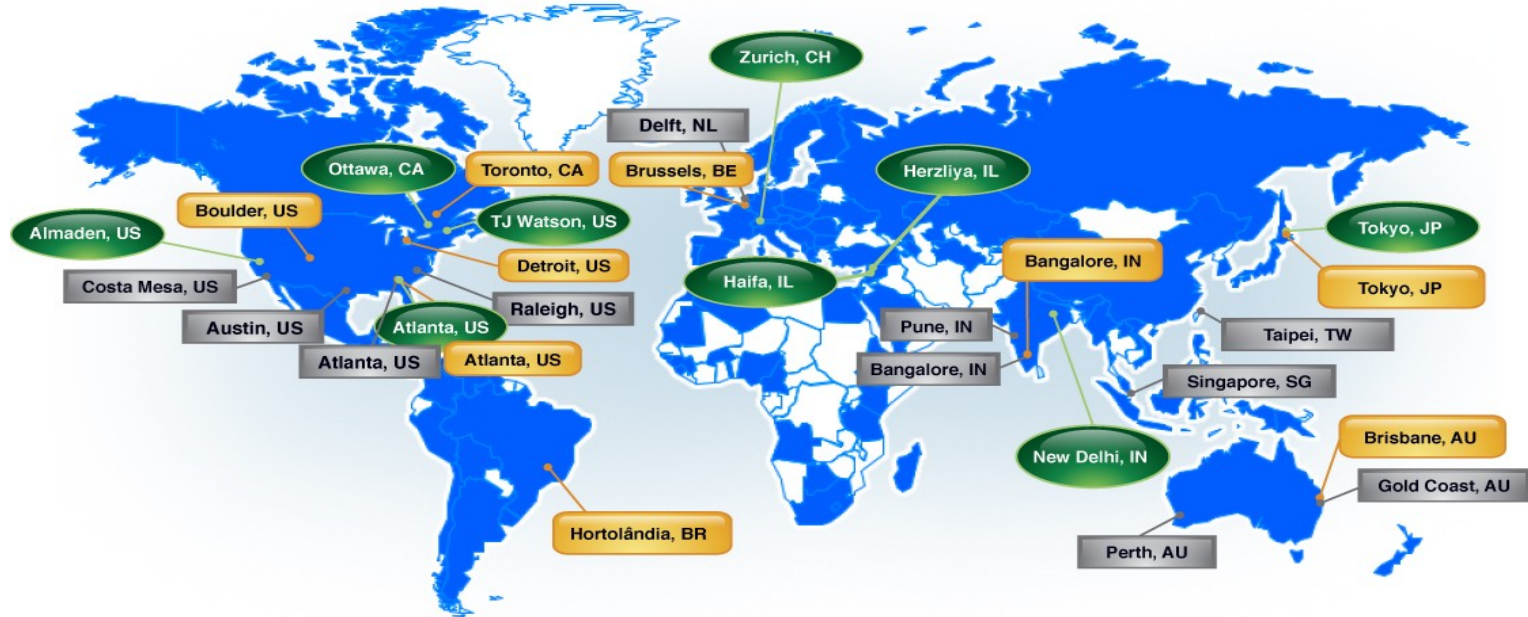 Zurich, CH
Delft, NL
Ottawa, CA
Toronto, CA
Brussels, BE
Herzliya, IL
Boulder, US
TJ Watson, US
Almaden, US
Tokyo, JP
Detroit, US
Bangalore, IN
Costa Mesa, US
Haifa, IL
Tokyo, JP
Raleigh, US
Austin, US
Atlanta, US
Pune, IN
Taipei, TW
Atlanta, US
Atlanta, US
Bangalore, IN
Singapore, SG
Brisbane, AU
New Delhi, IN
Gold Coast, AU
Hortolândia, BR
Perth, AU